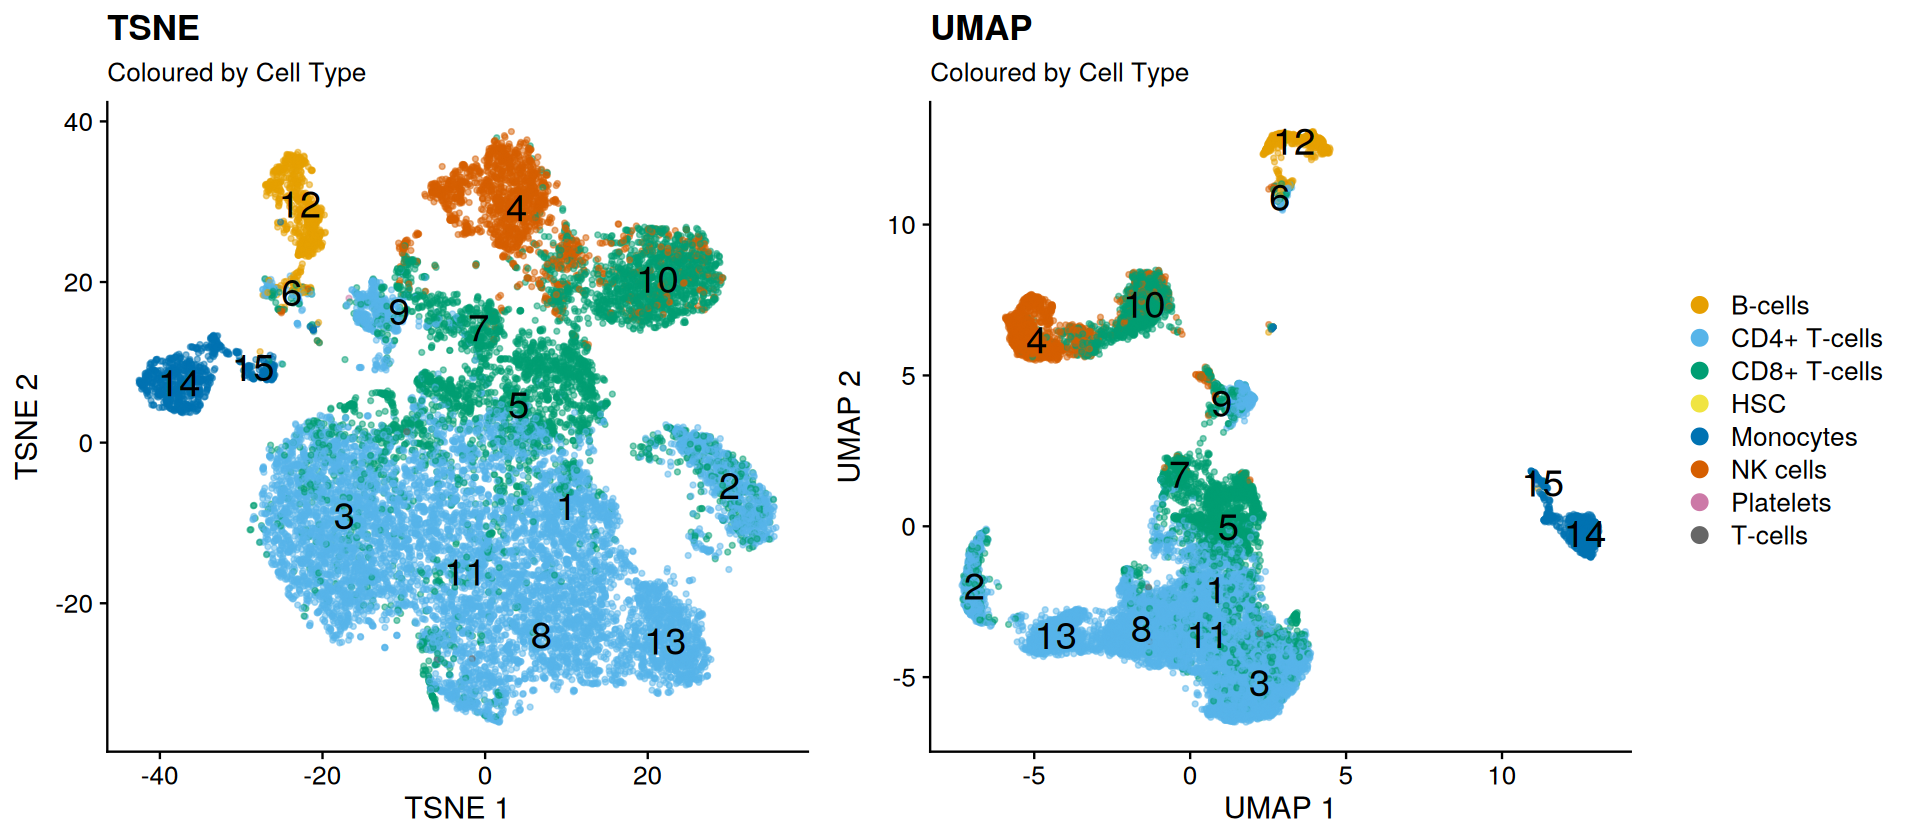 TSNE
Coloured by Cell Type
TSNE 2
40
20
0
-20
-40
-20
0
20
TSNE 1
12
4
6
10
9
7
15
14
5
2
3
1
11
8
13
UMAP
Coloured by Cell Type
UMAP 2
10
5
0
-5
-5
0
5
10
UMAP 1
12
6
10
4
9
7
15
5
14
2
1
13
8
11
3
B-cells
CD4+ T-cells
CD8+ T-cells
HSC
Monocytes
NK cells
Platelets
T-cells